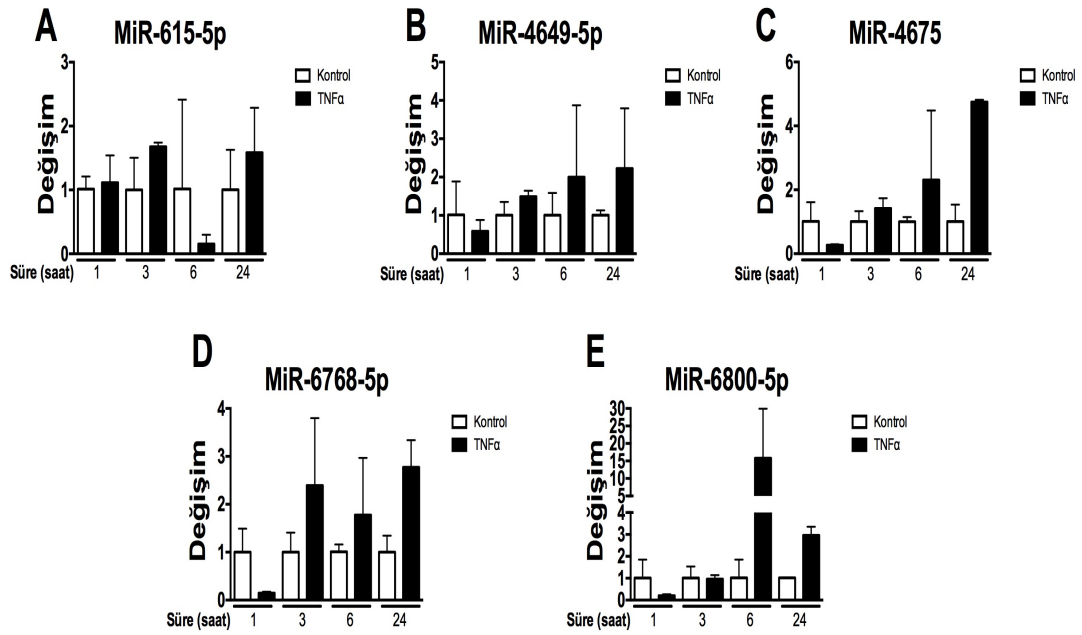 A
MiR-615-5p
Değişim
3
2
1
0
Kontrol
TNFα
Süre (saat) 1 3 6 24
B
MiR-4649-5p
Değişim
5
4
3
2
1
0
Kontrol
TNFα
Süre (saat) 1 3 6 24
C
MiR-4675
Değişim
6
4
2
0
Kontrol
TNFα
Süre (saat) 1 3 6 24
D
MiR-6768-5p
Değişim
4
3
2
1
0
Kontrol
TNFα
Süre (saat) 1 3 6 24
E
MiR-6800-5p
Değişim
30
25
20
15
10
5
4
3
2
1
0
Kontrol
TNFα
Süre (saat) 1 3 6 24